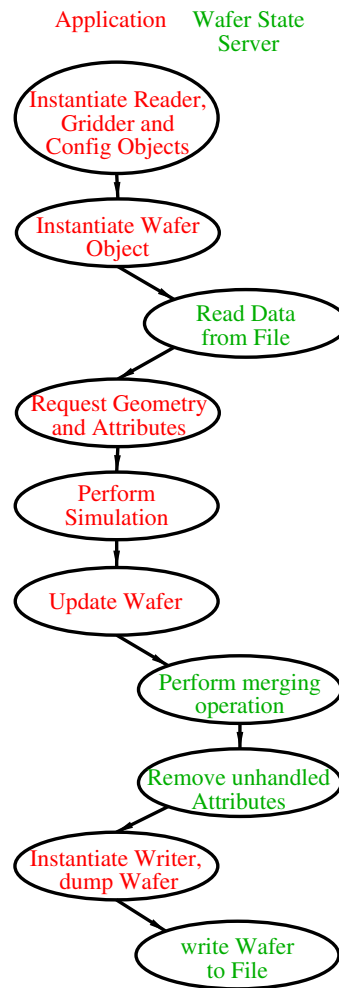 Application
Wafer State
Server
Instantiate Reader,
Gridder and
Config Objects
Instantiate Wafer
Object
Read Data
from File
Request Geometry
and Attributes
Perform
Simulation
Update Wafer
Perform merging
operation
Remove unhandled
Attributes
Instantiate Writer,
dump Wafer
write Wafer
to File